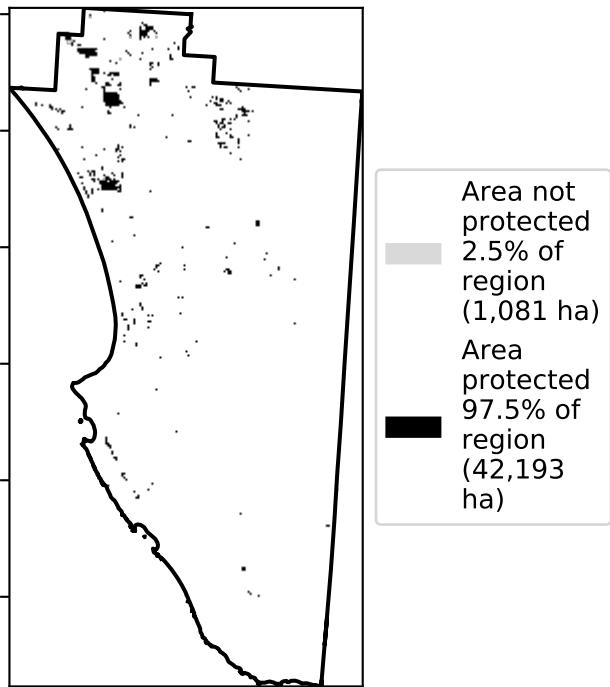 Area not
protected
2.5% of
region
(1,081 ha)
Area
protected
97.5% of
region
(42,193
ha)